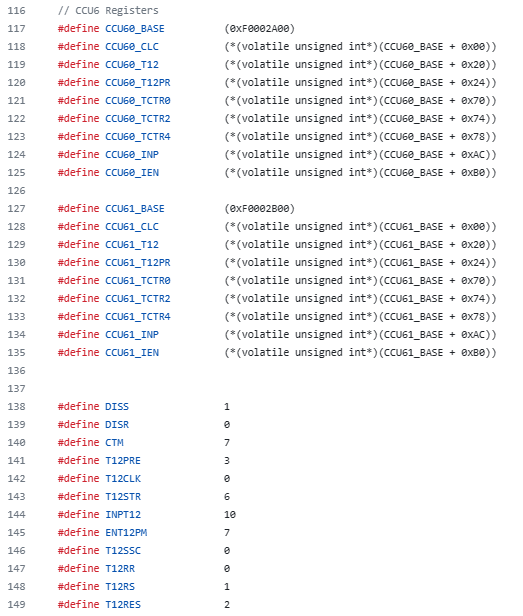 116 // CCU6 Registers
117 #define CCU60_BASE (0xF0002A00)
118 #define CCU60_CLC (*(volatile unsigned int*)(CCU60_BASE + 0x00))
119 #define CCU60_T12 (*(volatile unsigned int*)(CCU60_BASE + 0x20))
120 #define CCU60_T12PR (*(volatile unsigned int*)(CCU60_BASE + 0x24))
121 #define CCU60_TCTR0 (*(volatile unsigned int*)(CCU60_BASE + 0x70))
122 #define CCU60_TCTR2 (*(volatile unsigned int*)(CCU60_BASE + 0x74))
123 #define CCU60_TCTR4 (*(volatile unsigned int*)(CCU60_BASE + 0x78))
124 #define CCU60_INP (*(volatile unsigned int*)(CCU60_BASE + 0xAC))
125 #define CCU60_IEN (*(volatile unsigned int*)(CCU60_BASE + 0xB0))
126
127 #define CCU61_BASE (0xF0002B00)
128 #define CCU61_CLC (*(volatile unsigned int*)(CCU61_BASE + 0x00))
129 #define CCU61_T12 (*(volatile unsigned int*)(CCU61_BASE + 0x20))
130 #define CCU61_T12PR (*(volatile unsigned int*)(CCU61_BASE + 0x24))
131 #define CCU61_TCTR0 (*(volatile unsigned int*)(CCU61_BASE + 0x70))
132 #define CCU61_TCTR2 (*(volatile unsigned int*)(CCU61_BASE + 0x74))
133 #define CCU61_TCTR4 (*(volatile unsigned int*)(CCU61_BASE + 0x78))
134 #define CCU61_INP (*(volatile unsigned int*)(CCU61_BASE + 0xAC))
135 #define CCU61_IEN (*(volatile unsigned int*)(CCU61_BASE + 0xB0))
136
137
138 #define DISS 1
139 #define DISR 0
140 #define CTM 7
141 #define T12PRE 3
142 #define T12CLK 0
143 #define T12STR 6
144 #define INPT12 10
145 #define ENT12PM 7
146 #define T12SSC 0
147 #define T12RR 0
148 #define T12RS 1
149 #define T12RES 2